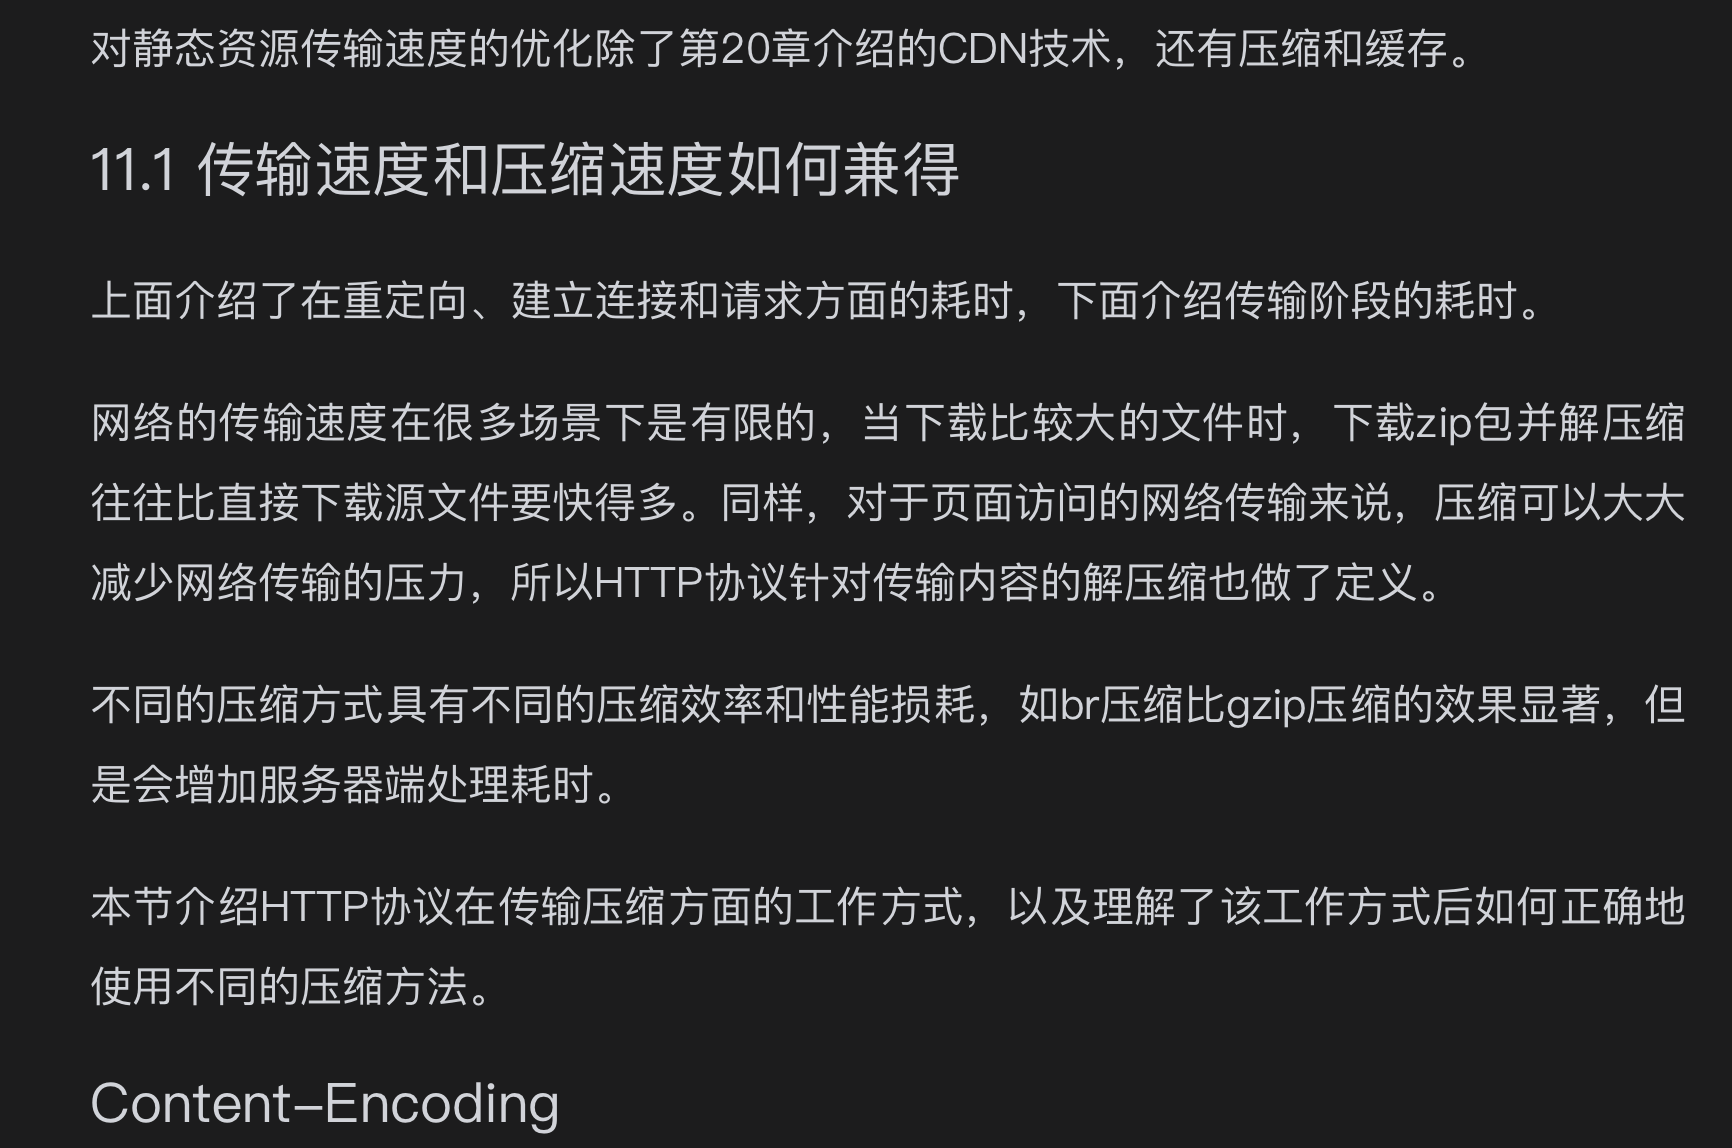 对静态资源传输速度的优化除了第20章介绍的CDN技术，还有压缩和缓存。
11.1 传输速度和压缩速度如何兼得
上面介绍了在重定向、建立连接和请求方面的耗时，下面介绍传输阶段的耗时。
网络的传输速度在很多场景下是有限的，当下载比较大的文件时，下载zip包并解压缩
往往比直接下载源文件要快得多。同样，对于页面访问的网络传输来说，压缩可以大大
减少网络传输的压力，所以HTTP协议针对传输内容的解压缩也做了定义。
不同的压缩方式具有不同的压缩效率和性能损耗，如br压缩比gzip压缩的效果显著，但
是会增加服务器端处理耗时。
本节介绍HTTP协议在传输压缩方面的工作方式，以及理解了该工作方式后如何正确地
使用不同的压缩方法。
Content-Encoding